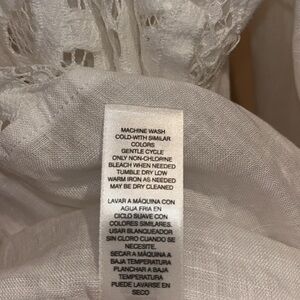 MACHINE WASH
COLD-WITH SIMILAR
COLORS
GENTLE CYCLE
ONLY NON-CHLORINE
BLEACH WHEN NEEDED
TUMBLE DRY LOW
WARM IRON AS NEEDED
MAY BE DRY CLEANED
LAVAR A MÁQUINA CON
AGUA FRIA EN
CICLO SUAVE CON
COLORES SIMILARES.
USAR BLANQUEADOR
SIN CLORO CUANDO SE
NECESITE.
SECAR A MÁQUINA A
BAJA TEMPERATURA
PLANCHAR A BAJA
TEMPERATURA
PUEDE LAVARSE EN
SECO